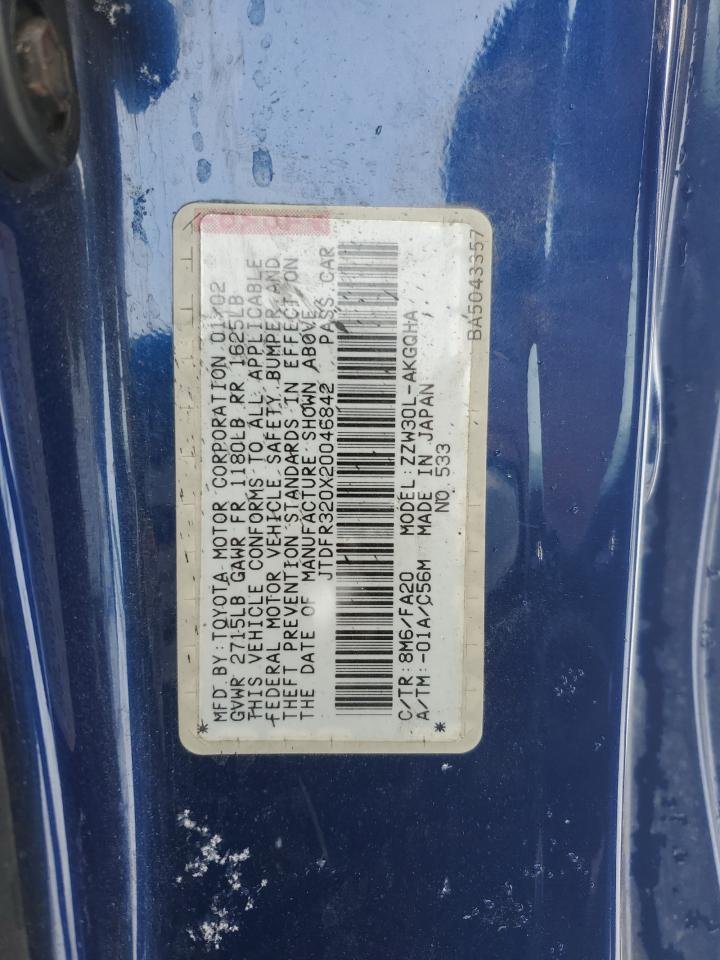 MFD BY:TOYOTA MOTOR CORPORATION 01/02
GVWR 2715LB GAWR FR 1180LB RR 1625LB
THIS VEHICLE CONFORMS TO ALL APPLICABLE
FEDERAL MOTOR VEHICLE SAFETY, BUMPER, AND
THEFT PREVENTION STANDARDS IN EFFECT ON
THE DATE OF MANUFACTURE SHOWN ABOVE.
JTDFR320X20046842 PASS. CAR
C/TR:8M6/FA20 MODEL:ZZW30L-AKGQHA
A/TM:-01A/C56M MADE IN JAPAN
NO 533
BA5043357